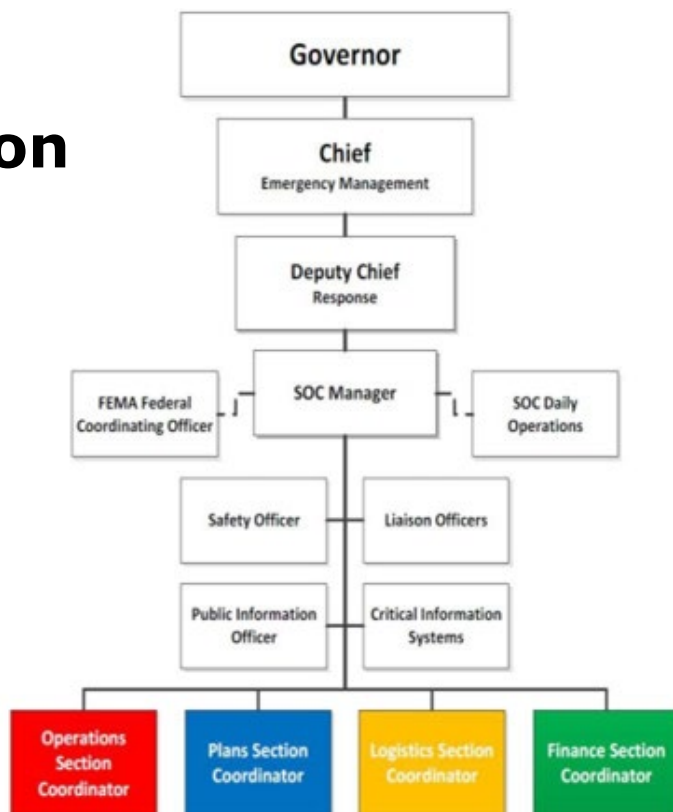 Governor
on
Chief
Emergency Management
Deputy Chief
Response
SOC Manager
FEMA Federal
Coordinating Officer
SOC Daily
Operations
Safety Officer
Liaison Officers
Public Information
Officer
Critical Information
Systems
Operations
Section
Coordinator
Plans Section
Coordinator
Logistics Section
Coordinator
Finance Section
Coordinator